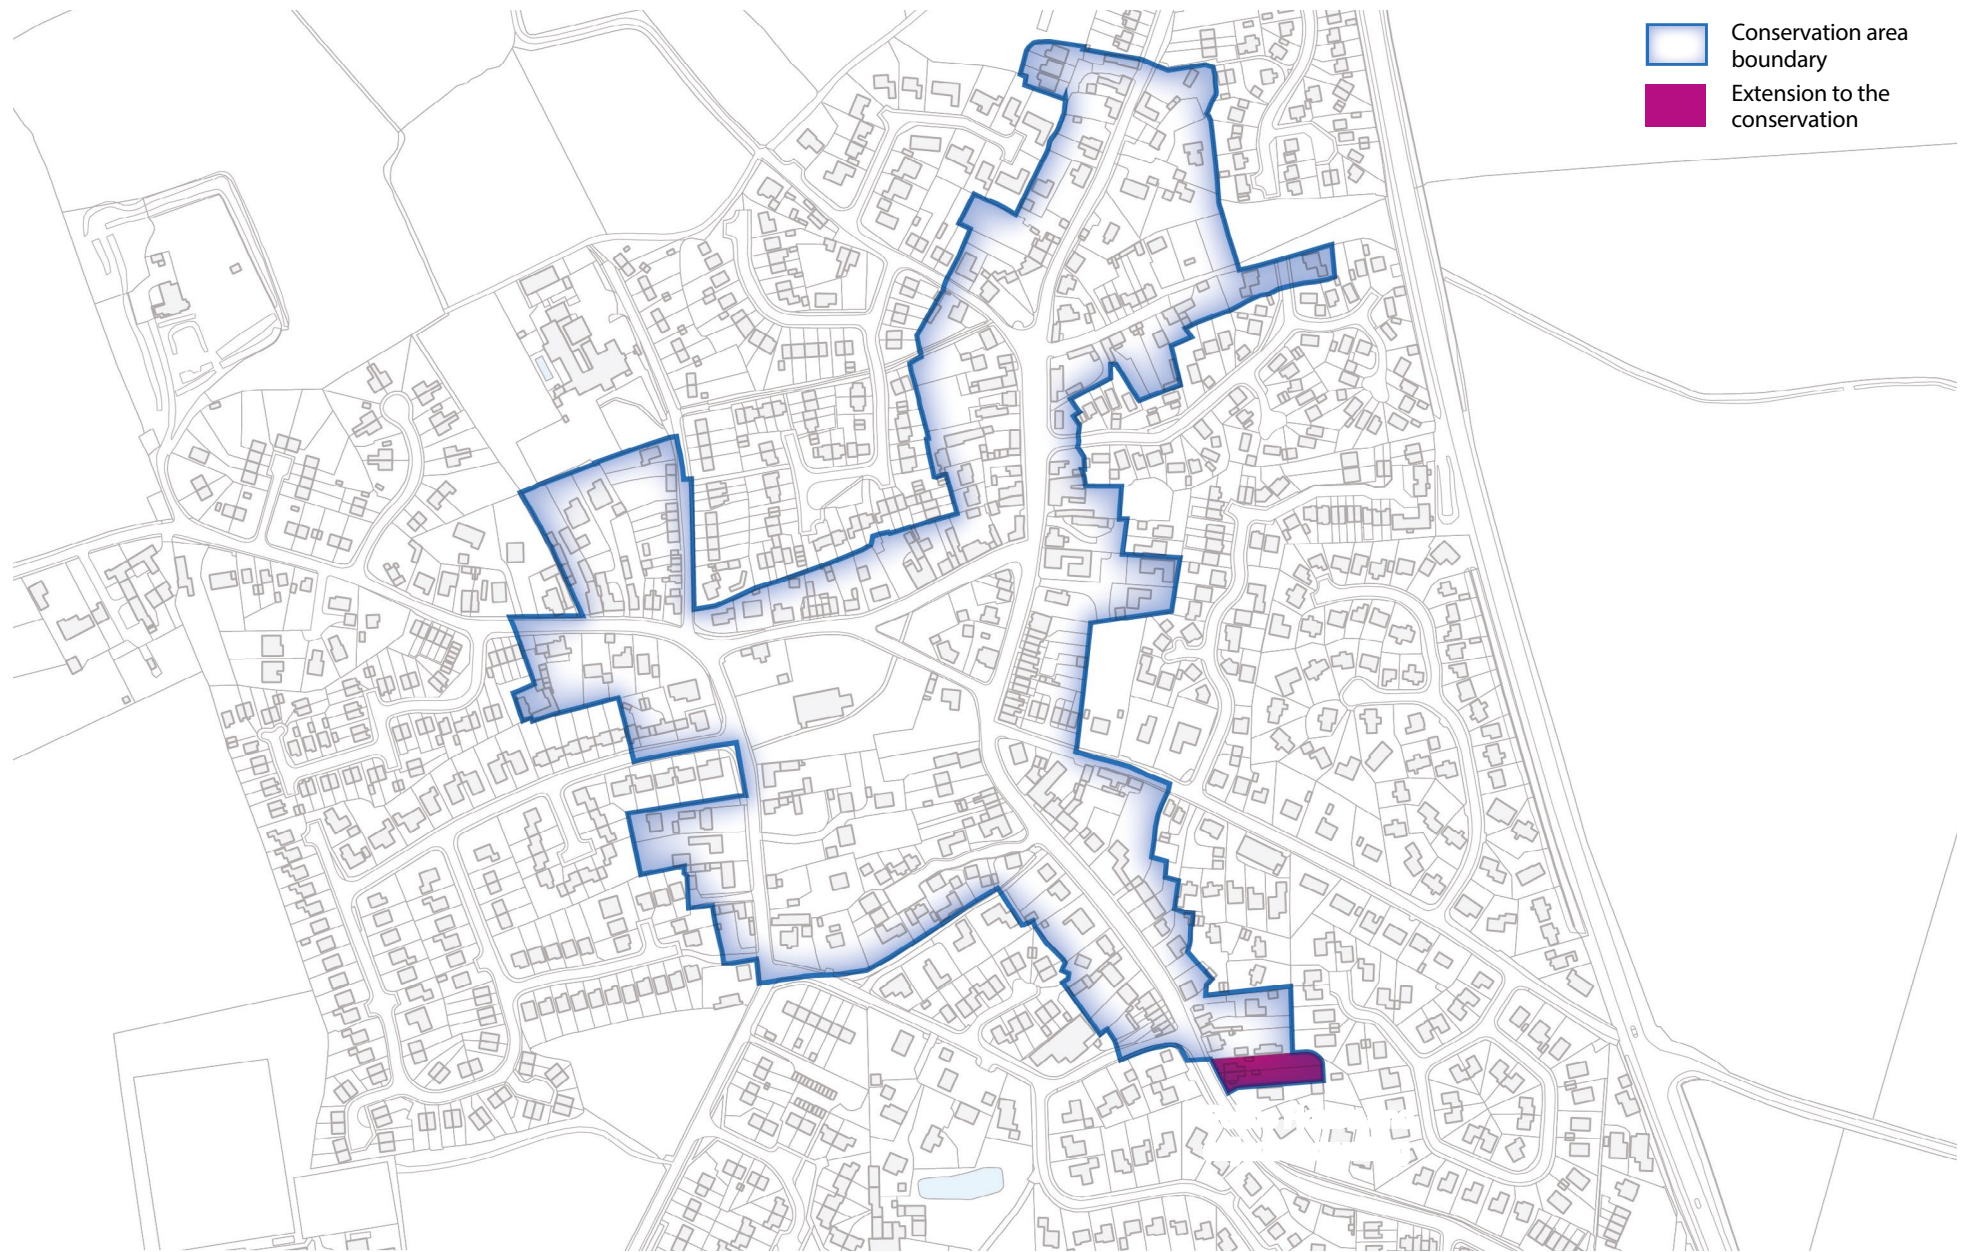 Conservation area
boundary
Extension to the
conservation